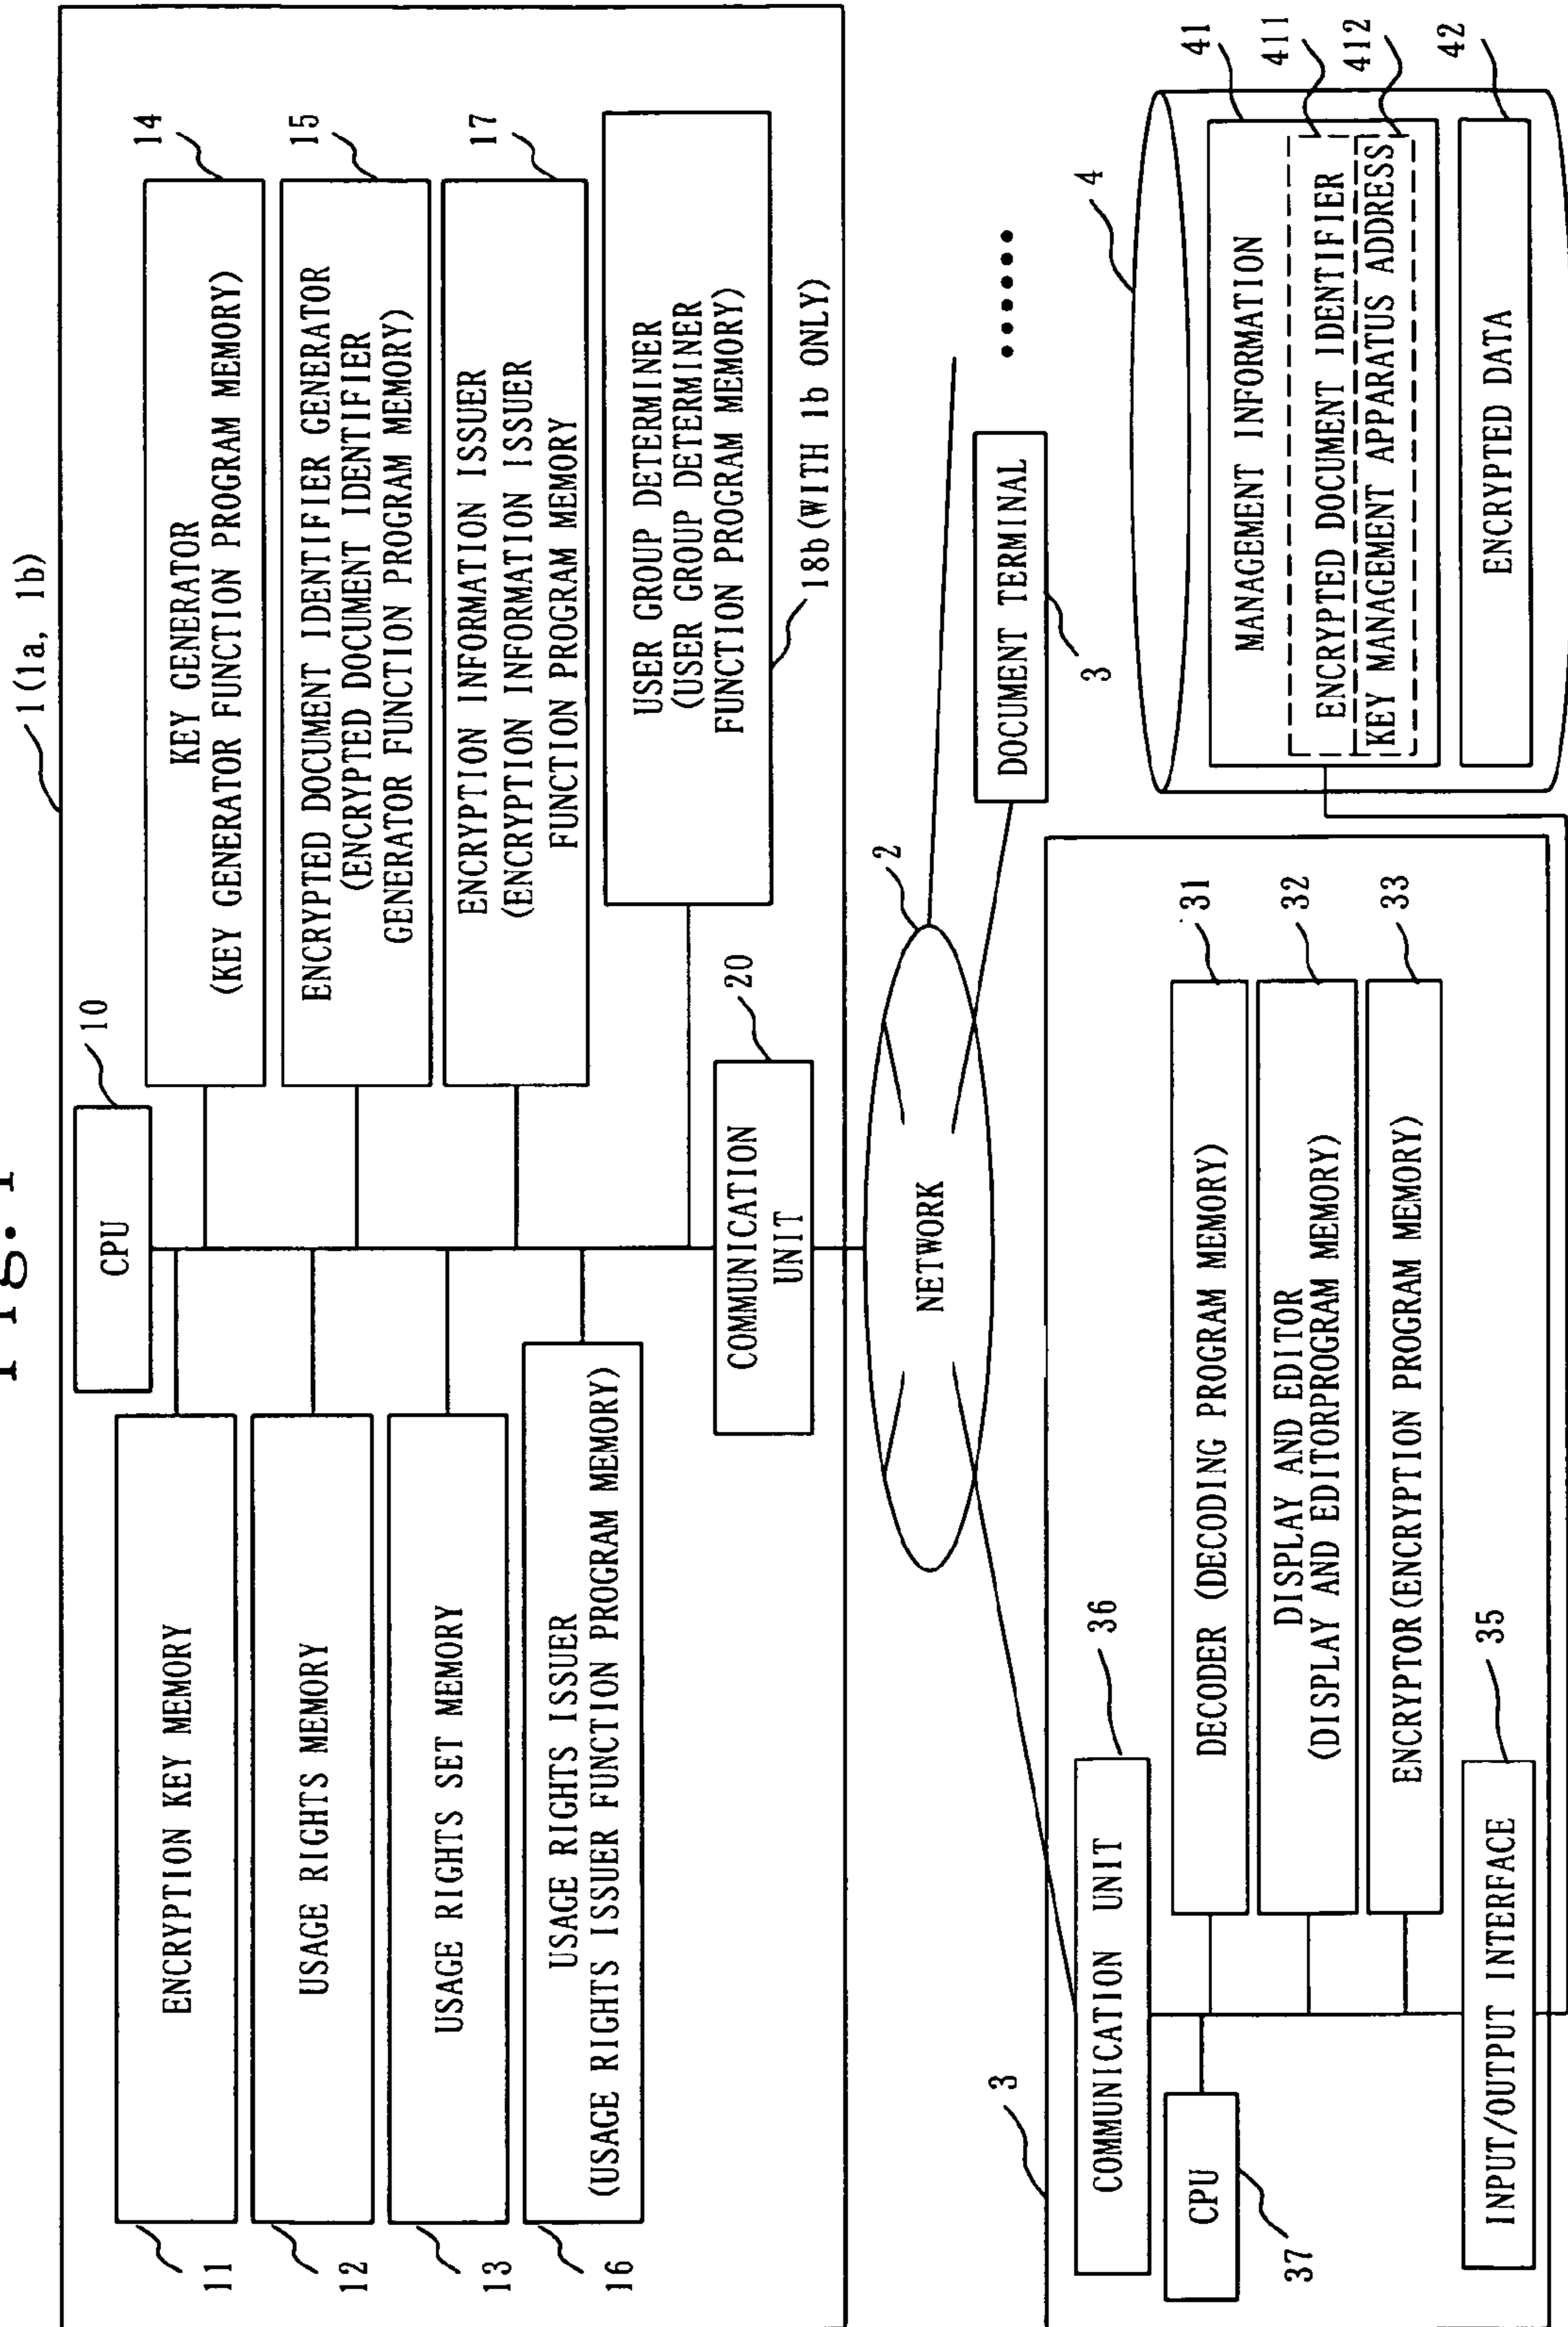 Fig. 1
1(1a, 1b)
CPU
10
ENCRYPTION KEY MEMORY
11
USAGE RIGHTS MEMORY
12
USAGE RIGHTS SET MEMORY
13
USAGE RIGHTS ISSUER
(USAGE RIGHTS ISSUER FUNCTION PROGRAM MEMORY)
16
KEY GENERATOR
(KEY GENERATOR FUNCTION PROGRAM MEMORY)
14
ENCRYPTED DOCUMENT IDENTIFIER GENERATOR
(ENCRYPTED DOCUMENT IDENTIFIER
GENERATOR FUNCTION PROGRAM MEMORY)
15
ENCRYPTION INFORMATION ISSUER
(ENCRYPTION INFORMATION ISSUER
FUNCTION PROGRAM MEMORY
17
USER GROUP DETERMINER
(USER GROUP DETERMINER
FUNCTION PROGRAM MEMORY)
18b(WITH 1b ONLY)
COMMUNICATION
UNIT
20
NETWORK
2
DOCUMENT TERMINAL
3
3
COMMUNICATION UNIT
36
CPU
37
DECODER (DECODING PROGRAM MEMORY)
31
DISPLAY AND EDITOR
(DISPLAY AND EDITORPROGRAM MEMORY)
32
ENCRYPTOR(ENCRYPTION PROGRAM MEMORY)
33
INPUT/OUTPUT INTERFACE
35
4
MANAGEMENT INFORMATION
41
ENCRYPTED DOCUMENT IDENTIFIER
411
KEY MANAGEMENT APPARATUS ADDRESS
412
ENCRYPTED DATA
42